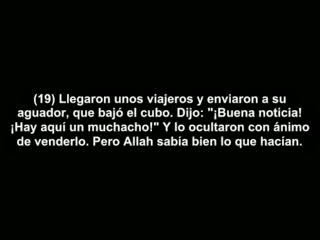 (19) Llegaron unos viajeros y enviaron a su
aguador, que bajó el cubo. Dijo: "¡Buena noticia!
¡Hay aquí un muchacho!" Y lo ocultaron con ánimo
de venderlo. Pero Allah sabía bien lo que hacían.